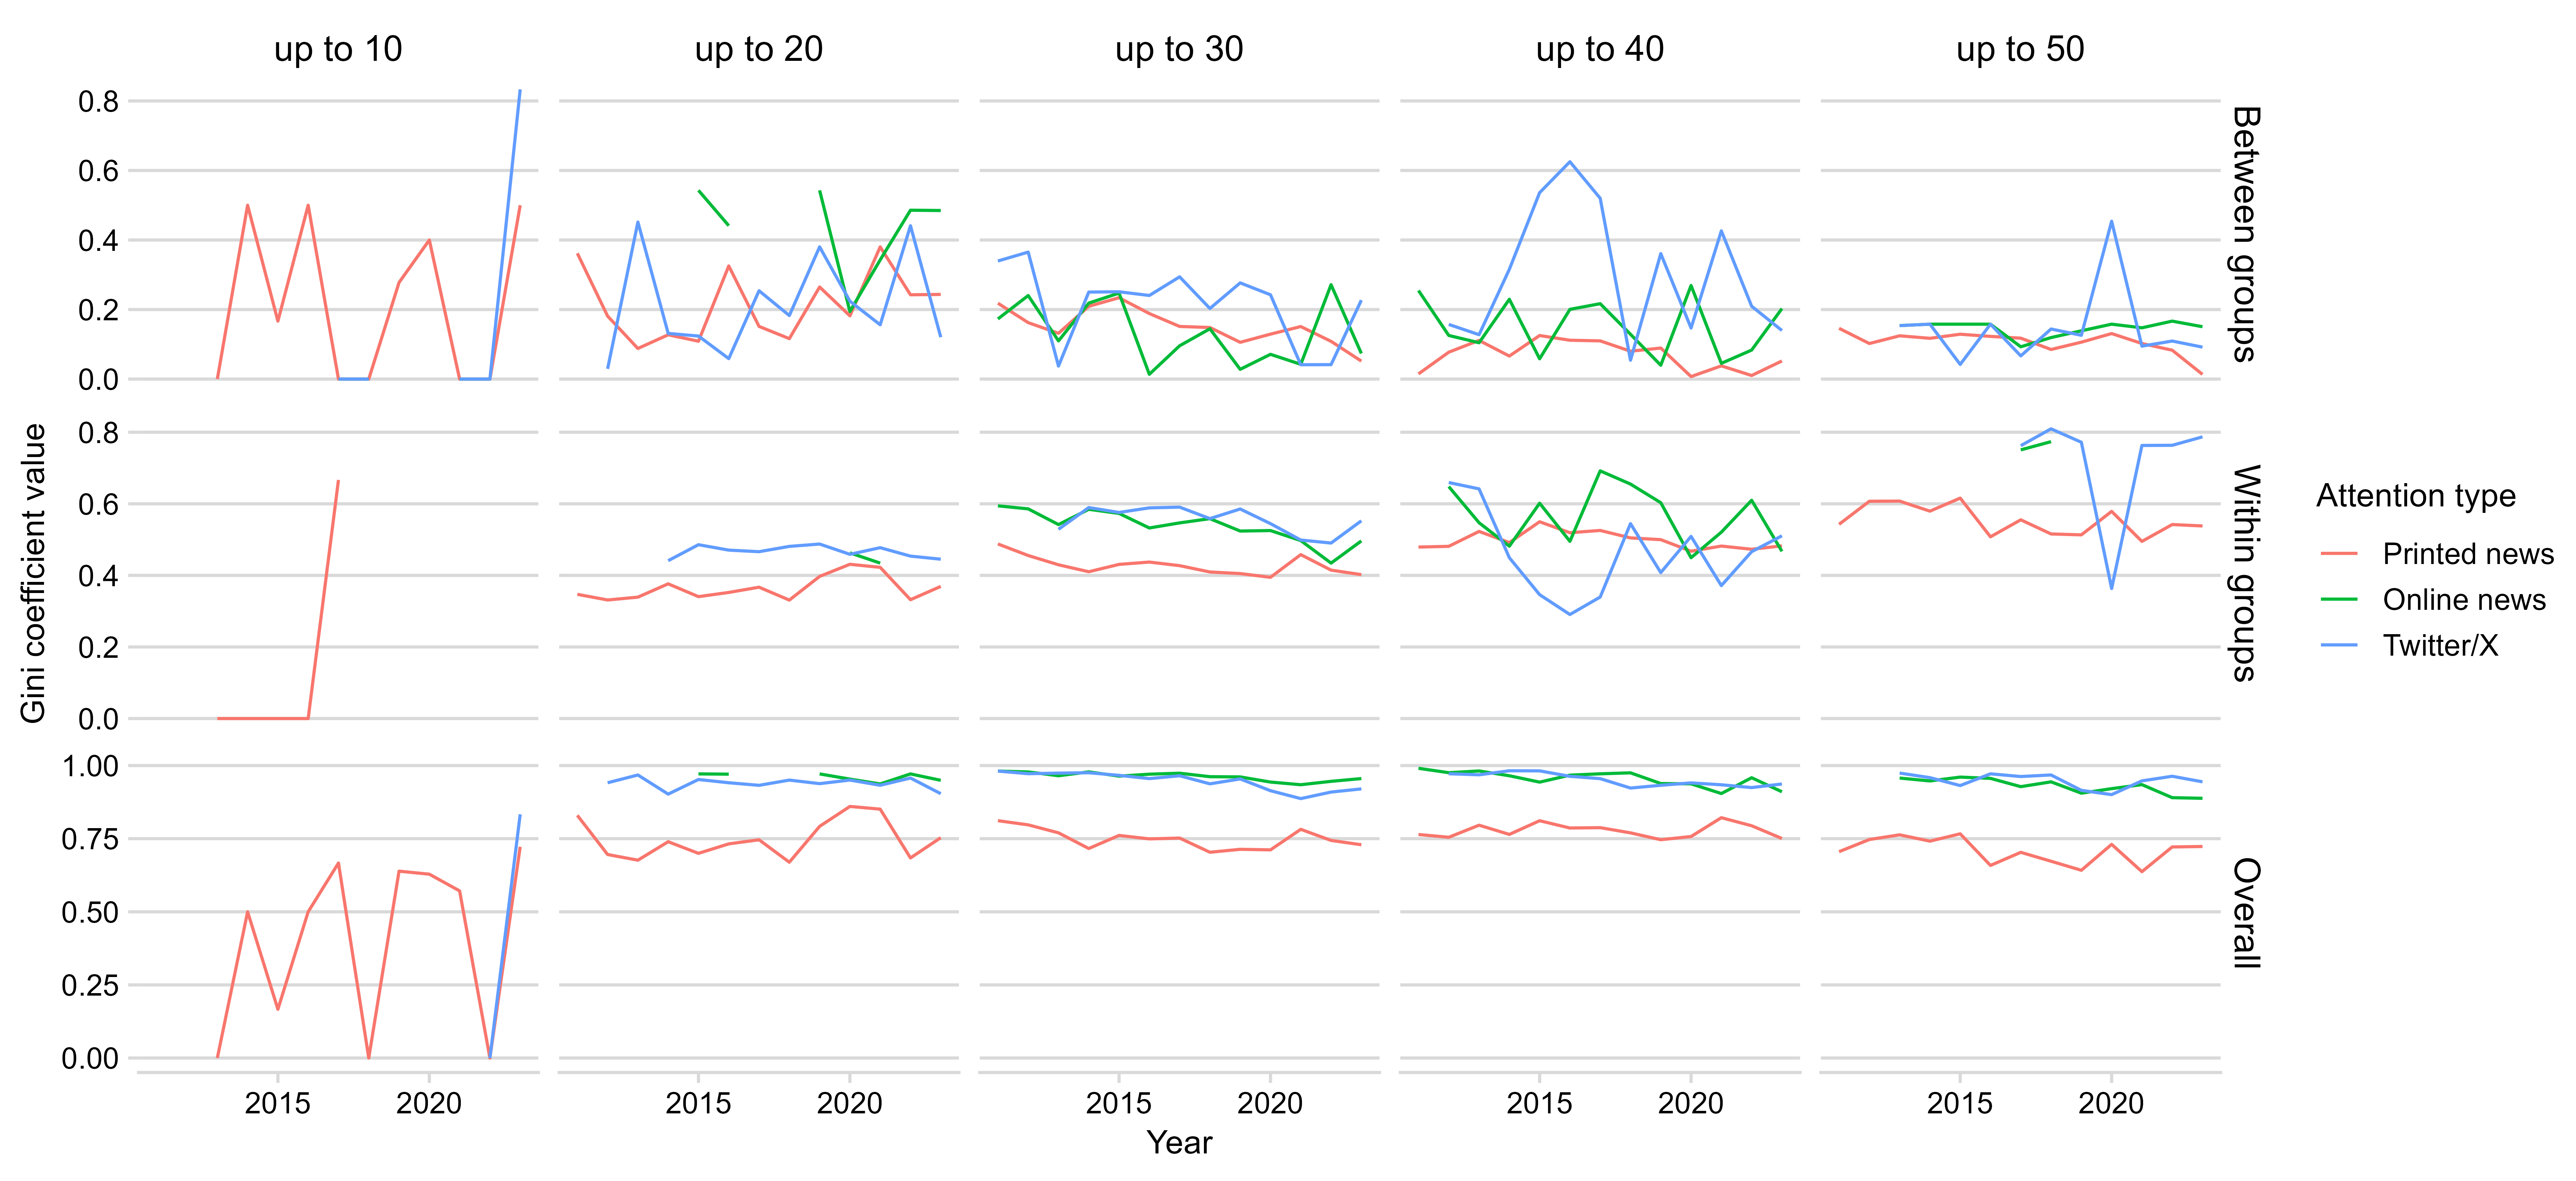 up to 10
up to 20
up to 30
up to 40
up to 50
Gini coefficient value
0.8
0.6
0.4
0.2
0.0
Between groups
0.8
0.6
0.4
0.2
0.0
Within groups
1.00
0.75
0.50
0.25
0.00
Overall
2015 2020
2015 2020
2015 2020
2015 2020
2015 2020
Year
Attention type
Printed news
Online news
Twitter/X